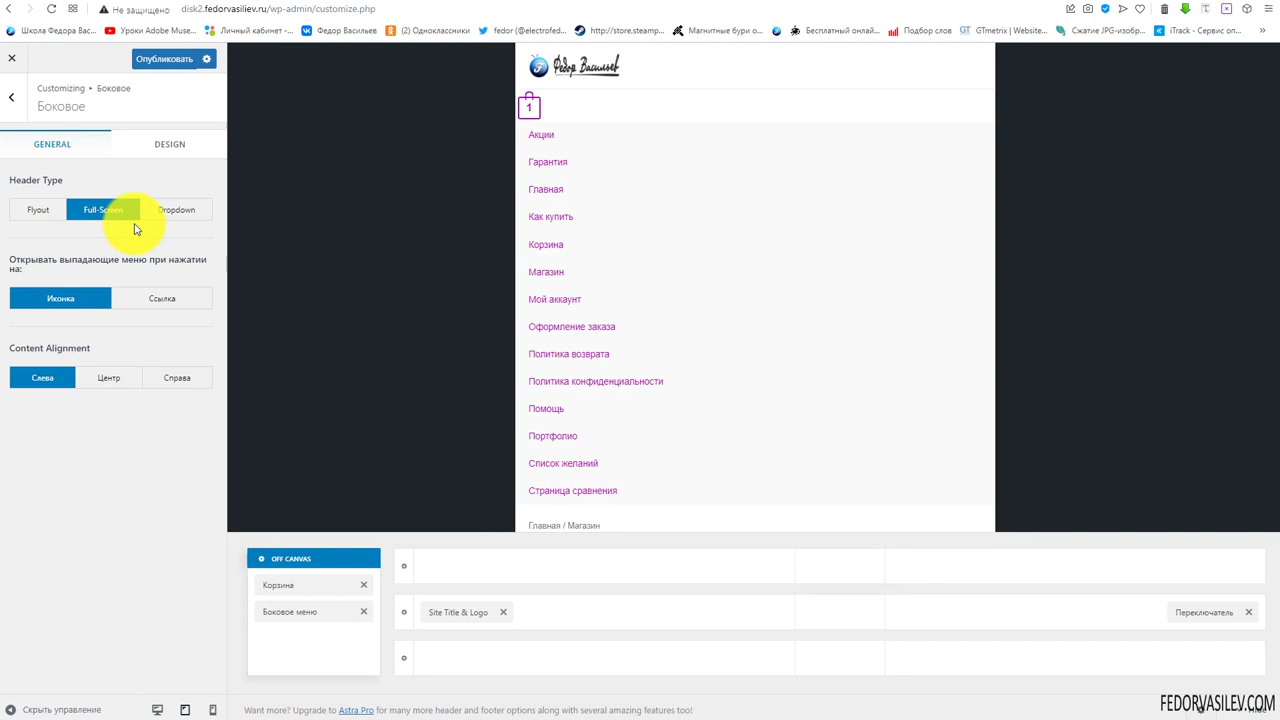 Не защищено
disk2.fedorvasiliev.ru/wp-admin/customize.php
Школа Федора Вас...
Уроки Adobe Muse...
Личный кабинет -...
Федор Васильев
(2) Одноклассники
fedor (@electrofed...
http://store.steamp...
Магнитные бури о...
Бесплатный онлай...
Подбор слов
GTmetrix | Website...
Сжатие JPG-изобр...
iTrack - Сервис оп...
Опубликовать
Customizing ▸ Боковое
Боковое
GENERAL
DESIGN
Header Type
Flyout
Full-Screen
Dropdown
Открывать выпадающие меню при нажатии
на:
Иконка
Ссылка
Content Alignment
Слева
Центр
Справа
Скрыть управление
Федор Васильев
1
Акции
Гарантия
Главная
Как купить
Корзина
Магазин
Мой аккаунт
Оформление заказа
Политика возврата
Политика конфиденциальности
Помощь
Портфолио
Список желаний
Страница сравнения
Главная / Магазин
OFF CANVAS
Корзина
Боковое меню
Site Title & Logo
Переключатель
Want more? Upgrade to Astra Pro for many more header and footer options along with several amazing features too!
FEDORVASILEV.COM